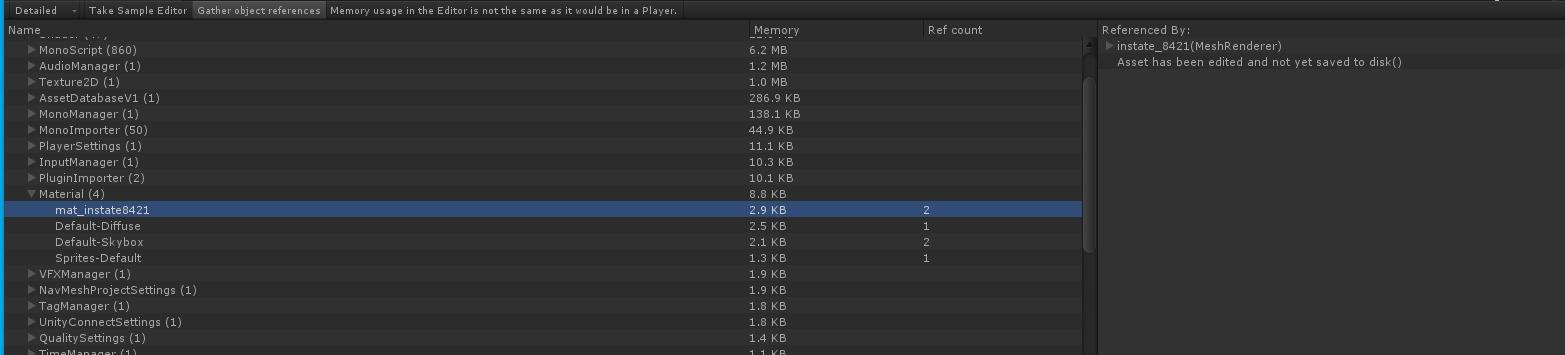 Detailed Take Sample Editor Gather object references Memory usage in the Editor is not the same as it would be in a Player.
Name Memory Ref count Referenced By:
MonoScript (860) 6.2 MB instate_8421(MeshRenderer)
AudioManager (1) 1.2 MB Asset has been edited and not yet saved to disk()
Texture2D (1) 1.0 MB
AssetDatabaseV1 (1) 286.9 KB
MonoManager (1) 138.1 KB
MonoImporter (50) 44.9 KB
PlayerSettings (1) 11.1 KB
InputManager (1) 10.3 KB
PluginImporter (2) 10.1 KB
Material (4) 8.8 KB
mat_instate8421 2.9 KB 2
Default-Diffuse 2.5 KB 1
Default-Skybox 2.1 KB 2
Sprites-Default 1.3 KB 1
VFXManager (1) 1.9 KB
NavMeshProjectSettings (1) 1.9 KB
TagManager (1) 1.8 KB
UnityConnectSettings (1) 1.8 KB
QualitySettings (1) 1.4 KB
TimeManager (1) 1.1 KB